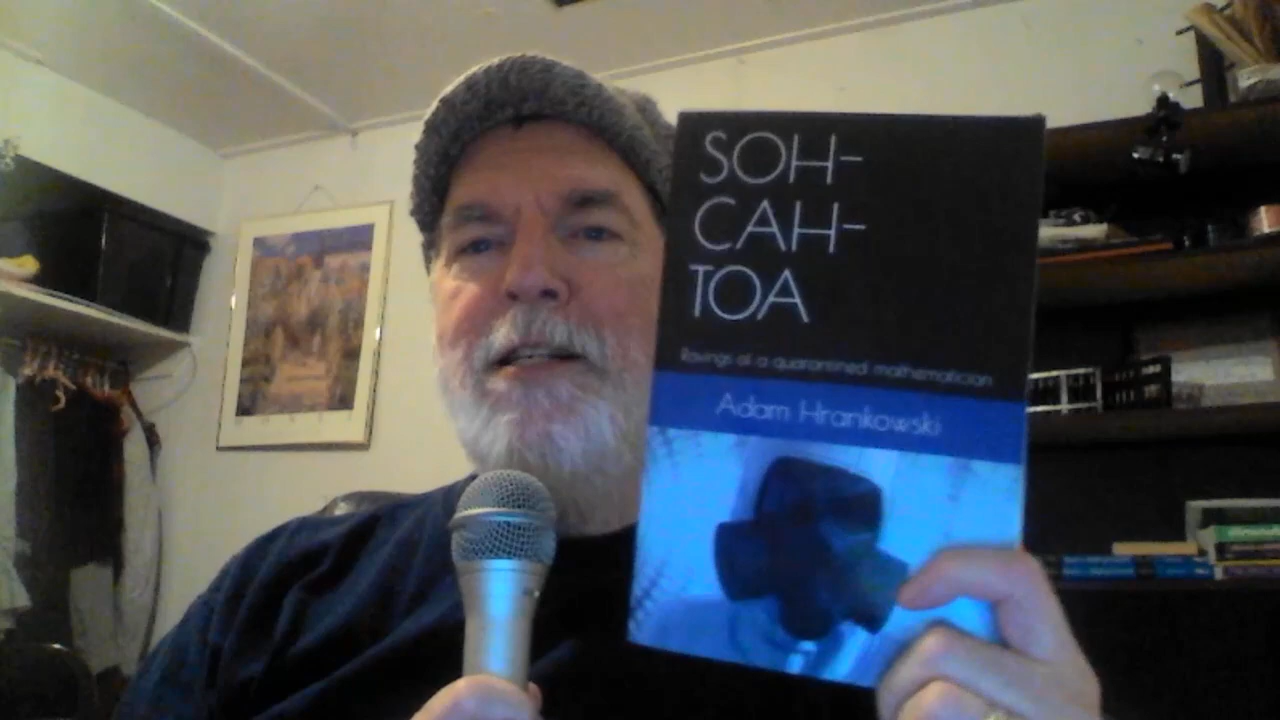 SOH-
CAH-
TOA
Ravings of a quarantined mathematician
Adam Hrankowski